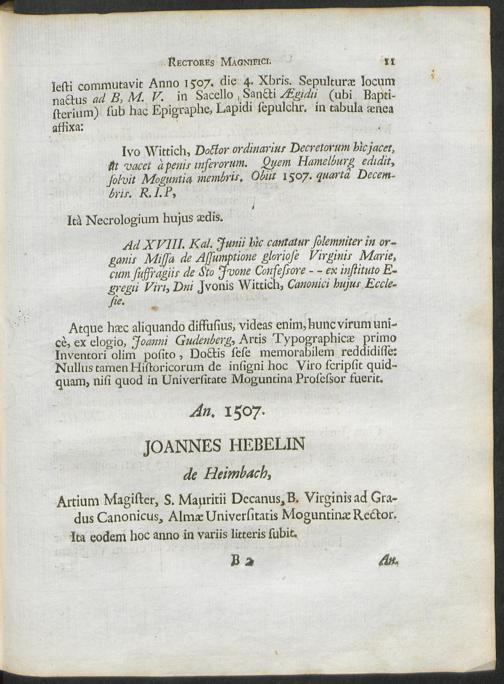 RECTORES MAGNIFICI. 11
lesti commutavit Anno 1507. die 4. Xbris. Sepulturæ locum
nactus ad B, M. V. in Sacello Sancti Ægidii (ubi Bapti-
sterium) sub hac Epigraphe, Lapidi sepulchr. in tabula ænea
affixa:
Ivo Wittich, Doctor ordinarius Decretorum hic jacet,
sit vacet à penis inferorum. Quem Hamelburg edidit,
solvit Moguntia membris. Obiit 1507. quarta Decem-
bris. R. I. P,
Ità Necrologium hujus ædis.
Ad XVIII. Kal. Junii hic cantatur solemniter in or-
ganis Missa de Assumptione gloriose Virginis Marie,
cum suffragiis de Sto Jvone Confessore - - ex instituto E-
gregii Viri, Dni Jvonis Wittich, Canonici hujus Eccle-
sie.
Atque hæc aliquando diffusius, videas enim, hunc virum uni-
cè, ex elogio, Joanni Gudenberg, Artis Typographicæ primo
Inventori olim posito, Doctis sese memorabilem reddidisse:
Nullus tamen Historicorum de insigni hoc Viro scripsit quid-
quam, nisi quod in Universitate Moguntina Professor fuerit.
An. 1507.
JOANNES HEBELIN
de Heimbach,
Artium Magister, S. Mauritii Decanus, B. Virginis ad Gra-
dus Canonicus, Almæ Universitatis Moguntinæ Rector.
Ita eodem hoc anno in variis litteris subit.
B 2 An.